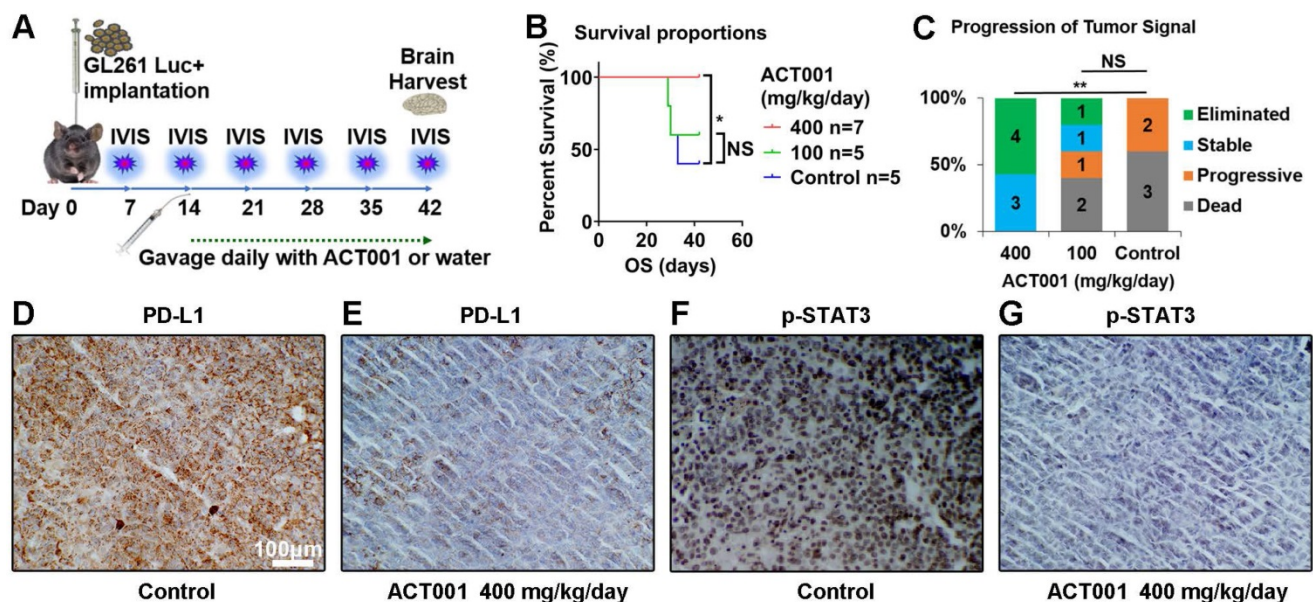 A
GL261 Luc+
implantation
Brain
Harvest
IVIS IVIS IVIS IVIS IVIS IVIS
Day 0 7 14 21 28 35 42
Gavage daily with ACT001 or water
B
Survival proportions
Percent Survival (%)
100
50
0
0 20 40 60
OS (days)
*
NS
ACT001
(mg/kg/day)
400 n=7
100 n=5
Control n=5
C
Progression of Tumor Signal
NS
**
100%
50%
0%
4
3
1
1
1
2
2
3
400 100 Control
ACT001 (mg/kg/day)
Eliminated
Stable
Progressive
Dead
D
PD-L1
100μm
Control
E
PD-L1
ACT001 400 mg/kg/day
F
p-STAT3
Control
G
p-STAT3
ACT001 400 mg/kg/day